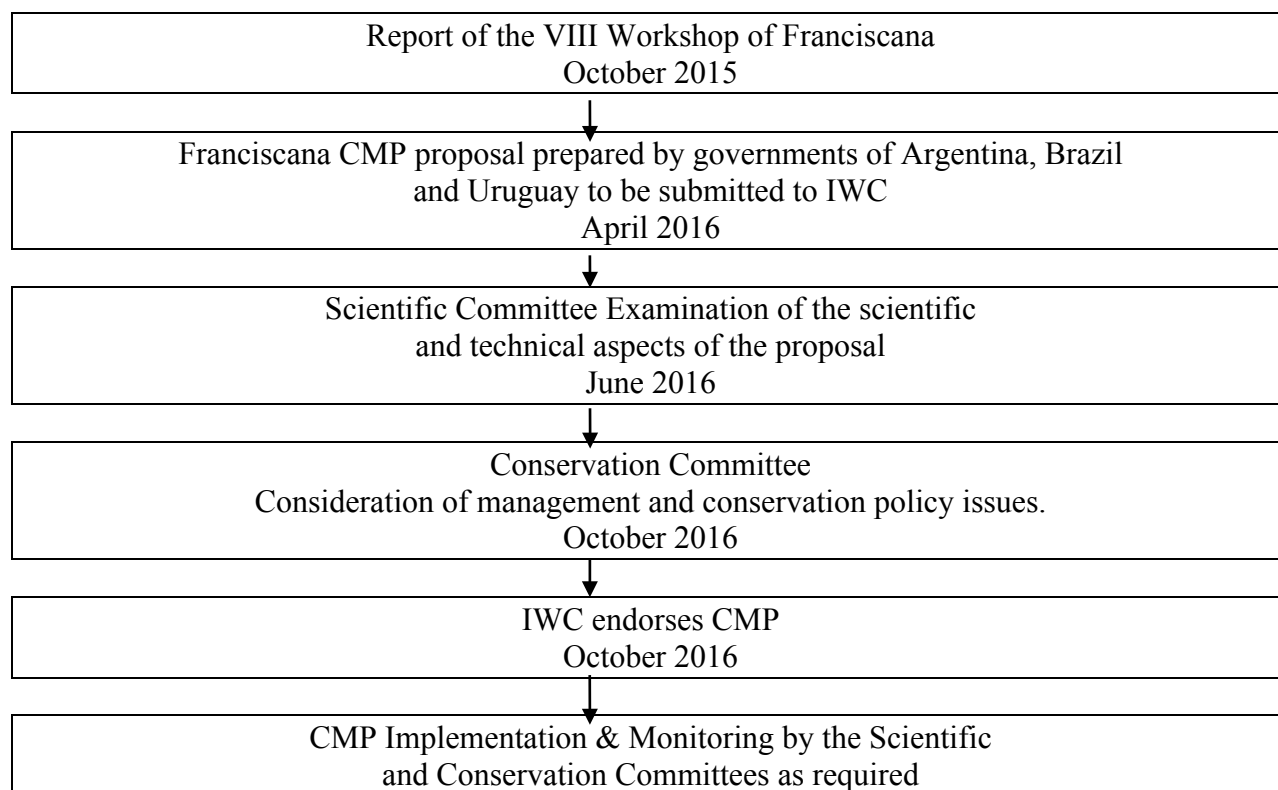 Report of the VIII Workshop of Franciscana
October 2015
Franciscana CMP proposal prepared by governments of Argentina, Brazil
and Uruguay to be submitted to IWC
April 2016
Scientific Committee Examination of the scientific
and technical aspects of the proposal
June 2016
Conservation Committee
Consideration of management and conservation policy issues.
October 2016
IWC endorses CMP
October 2016
CMP Implementation & Monitoring by the Scientific
and Conservation Committees as required